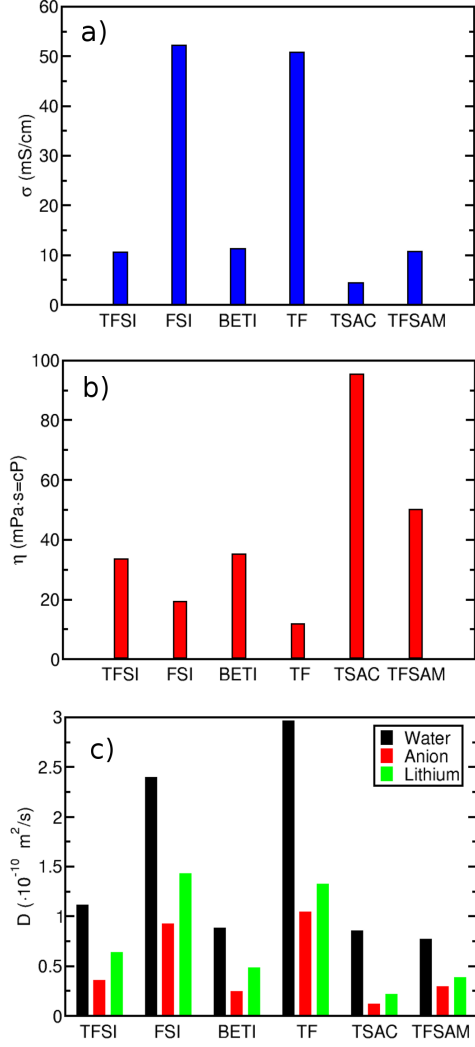 a)
σ (mS/cm)
60
50
40
30
20
10
0
TFSI FSI BETI TF TSAC TFSAM
b)
η (mPa·s=cP)
100
80
60
40
20
0
TFSI FSI BETI TF TSAC TFSAM
c)
D (·10⁻¹⁰ m²/s)
3
2.5
2
1.5
1
0.5
0
Water
Anion
Lithium
TFSI FSI BETI TF TSAC TFSAM